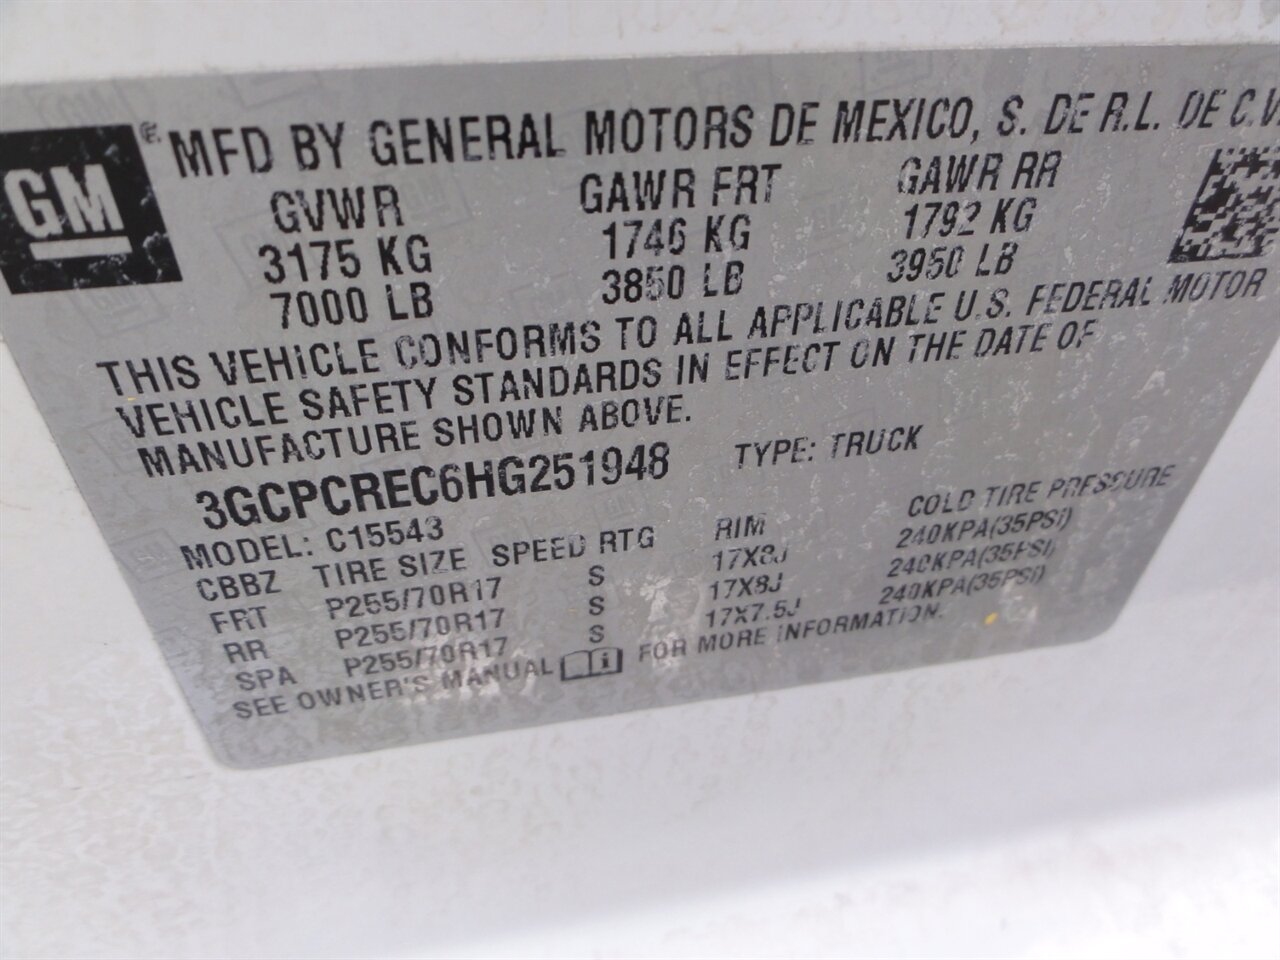 GM
MFD BY GENERAL MOTORS DE MEXICO, S. DE R.L. DE C.V.
GVWR GAWR FRT GAWR RR
3175 KG 1746 KG 1792 KG
7000 LB 3850 LB 3950 LB
THIS VEHICLE CONFORMS TO ALL APPLICABLE U.S. FEDERAL MOTOR
VEHICLE SAFETY STANDARDS IN EFFECT ON THE DATE OF
MANUFACTURE SHOWN ABOVE.
3GCPCREC6HG251948 TYPE: TRUCK
MODEL: C15543
CBBZ TIRE SIZE SPEED RTG RIM COLD TIRE PRESSURE
FRT P255/70R17 S 17X8J 240KPA(35PSI)
RR P255/70R17 S 17X8J 240KPA(35PSI)
SPA P255/70R17 S 17X7.5J 240KPA(35PSI)
SEE OWNER'S MANUAL FOR MORE INFORMATION.